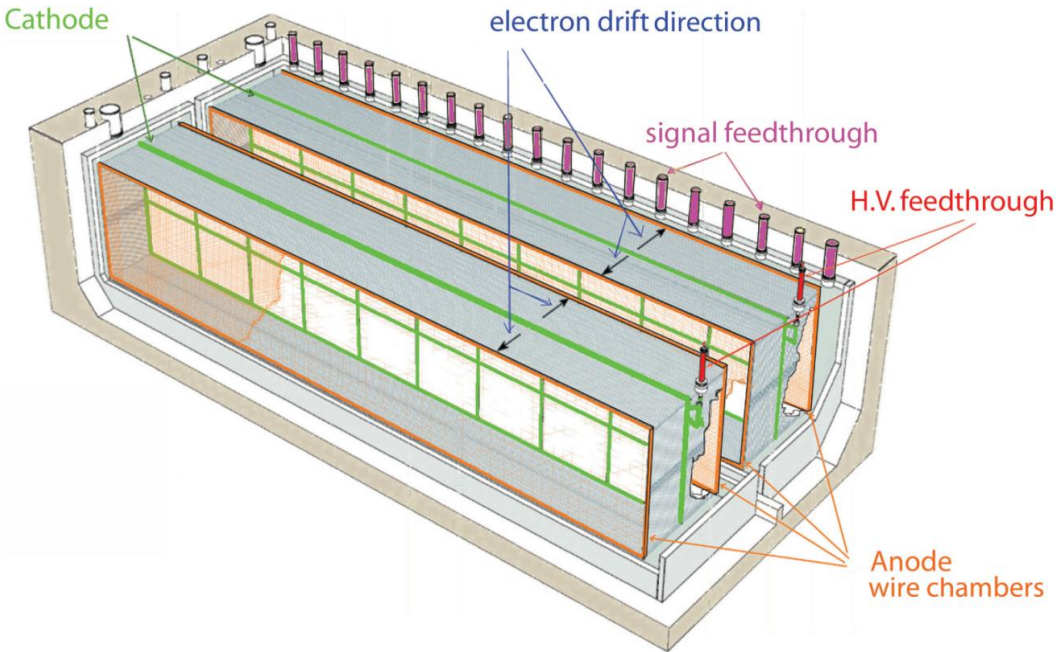 Cathode
electron drift direction
signal feedthrough
H.V. feedthrough
Anode
wire chambers